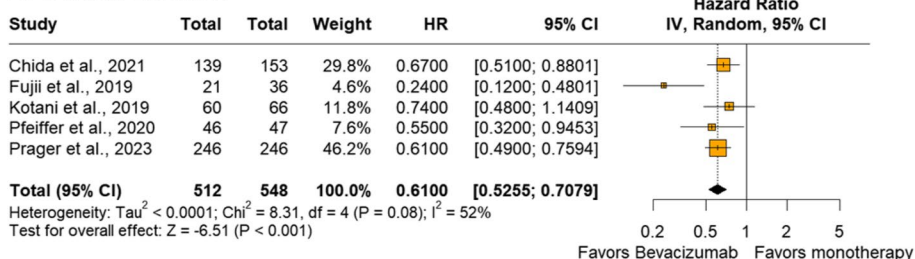 Hazard Ratio
Study Total Total Weight HR 95% CI IV, Random, 95% CI
Chida et al., 2021 139 153 29.8% 0.6700 [0.5100; 0.8801]
Fujii et al., 2019 21 36 4.6% 0.2400 [0.1200; 0.4801]
Kotani et al., 2019 60 66 11.8% 0.7400 [0.4800; 1.1409]
Pfeiffer et al., 2020 46 47 7.6% 0.5500 [0.3200; 0.9453]
Prager et al., 2023 246 246 46.2% 0.6100 [0.4900; 0.7594]
Total (95% CI) 512 548 100.0% 0.6100 [0.5255; 0.7079]
Heterogeneity: Tau² < 0.0001; Chi² = 8.31, df = 4 (P = 0.08); I² = 52%
Test for overall effect: Z = -6.51 (P < 0.001)
0.2 0.5 1 2 5
Favors Bevacizumab Favors monotherapy